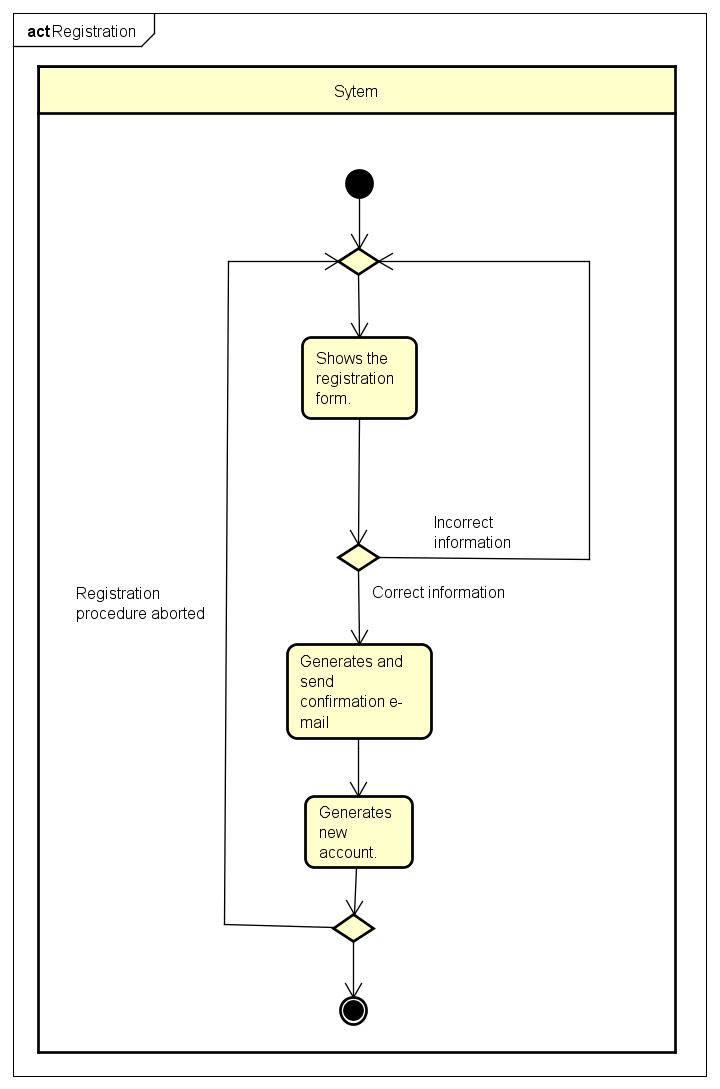 act Registration
Sytem
Shows the
registration
form.
Incorrect
information
Correct information
Registration
procedure aborted
Generates and
send
confirmation e-
mail
Generates
new
account.